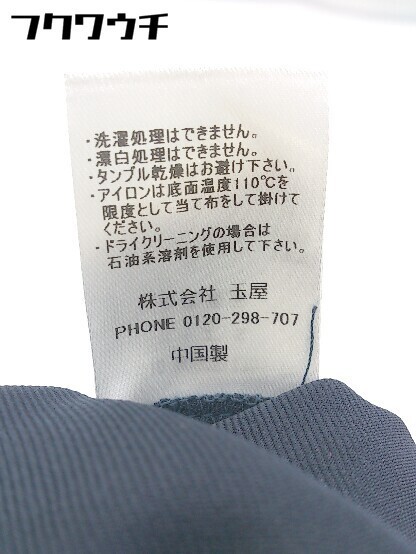 フクワウチ
・洗濯処理はできません。
・漂白処理はできません。
・タンブル乾燥はお避け下さい。
・アイロンは底面温度110℃を
限度として当て布をして掛けて
ください。
・ドライクリーニングの場合は
石油系溶剤を使用して下さい。
株式会社 玉屋
PHONE 0120-298-707
中国製